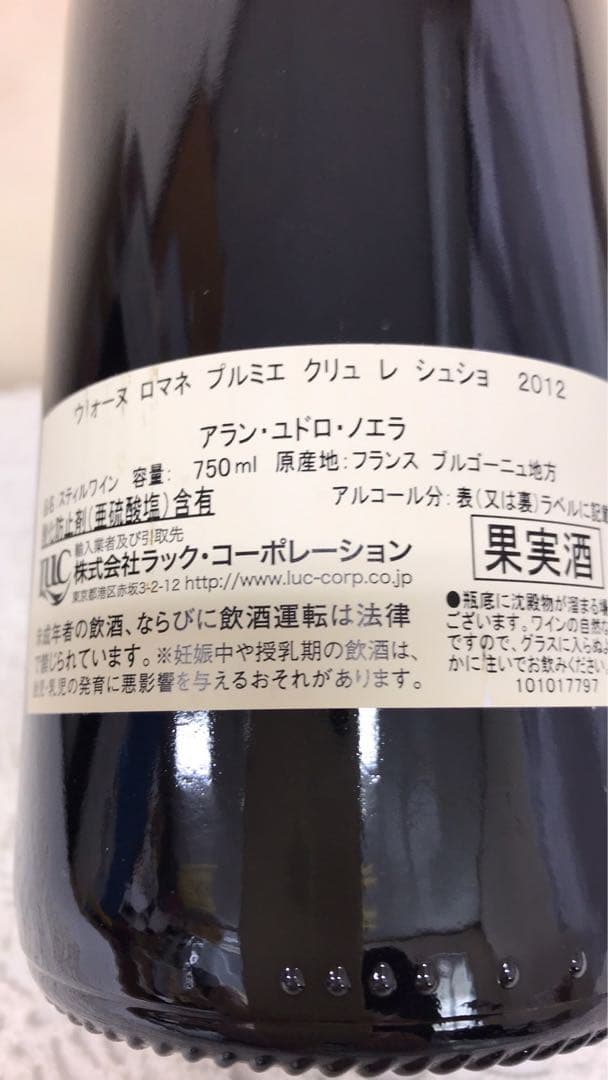 ヴォーヌ ロマネ プルミエ クリュ レ シュショ 2012
アラン・ユドロ・ノエラ
品名：スティルワイン 容量： 750ml 原産地：フランス ブルゴーニュ地方
酸化防止剤(亜硫酸塩)含有
アルコール分：表(又は裏)ラベルに記載
LUC
輸入業者及び引取先
株式会社ラック・コーポレーション
東京都港区赤坂3-2-12 http://www.luc-corp.co.jp
果実酒
未成年者の飲酒、ならびに飲酒運転は法律
で禁じられています。※妊娠中や授乳期の飲酒は、
胎児・乳児の発育に悪影響を与えるおそれがあります。
●瓶底に沈殿物が溜まる場
ございます。ワインの自然な
ですので、グラスに入らぬよ
かに注いでお飲みください。
101017797